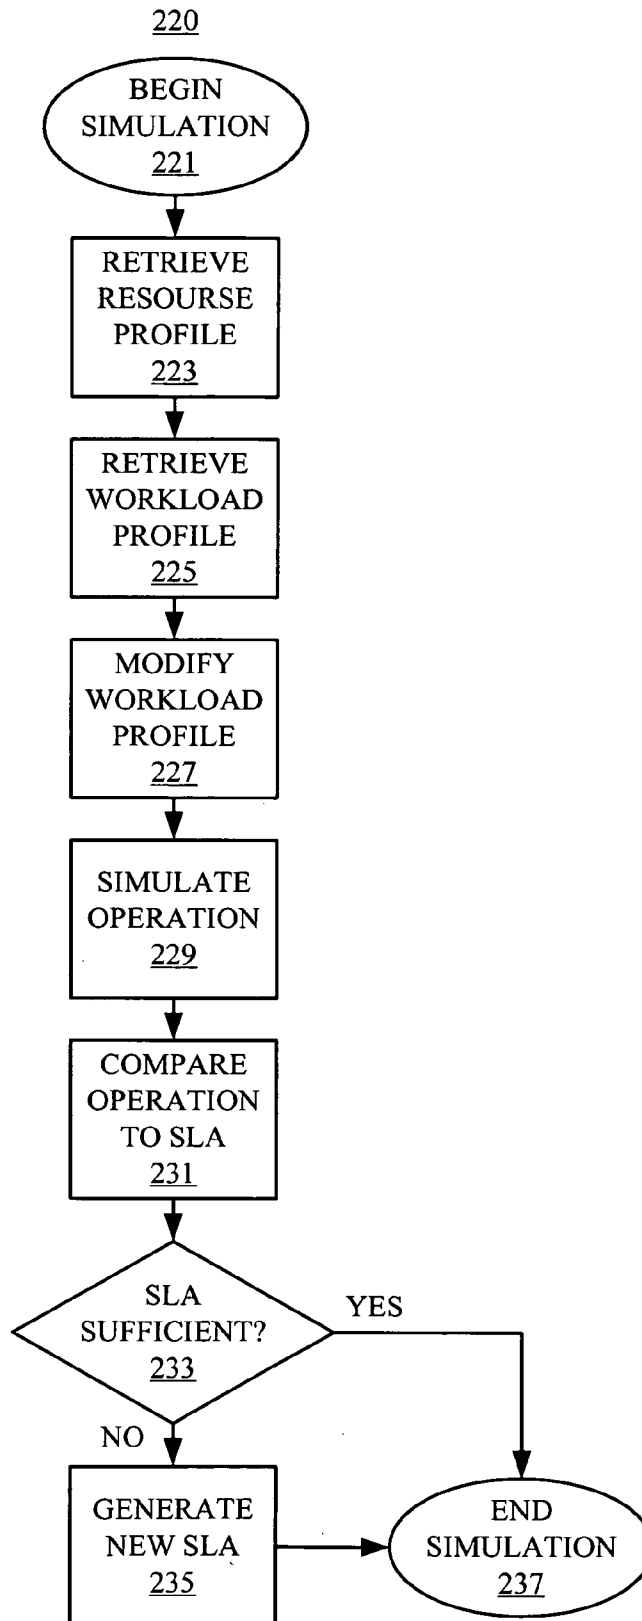 220
BEGIN
SIMULATION
221
RETRIEVE
RESOURSE
PROFILE
223
RETRIEVE
WORKLOAD
PROFILE
225
MODIFY
WORKLOAD
PROFILE
227
SIMULATE
OPERATION
229
COMPARE
OPERATION
TO SLA
231
SLA
SUFFICIENT?
233
YES
NO
GENERATE
NEW SLA
235
END
SIMULATION
237